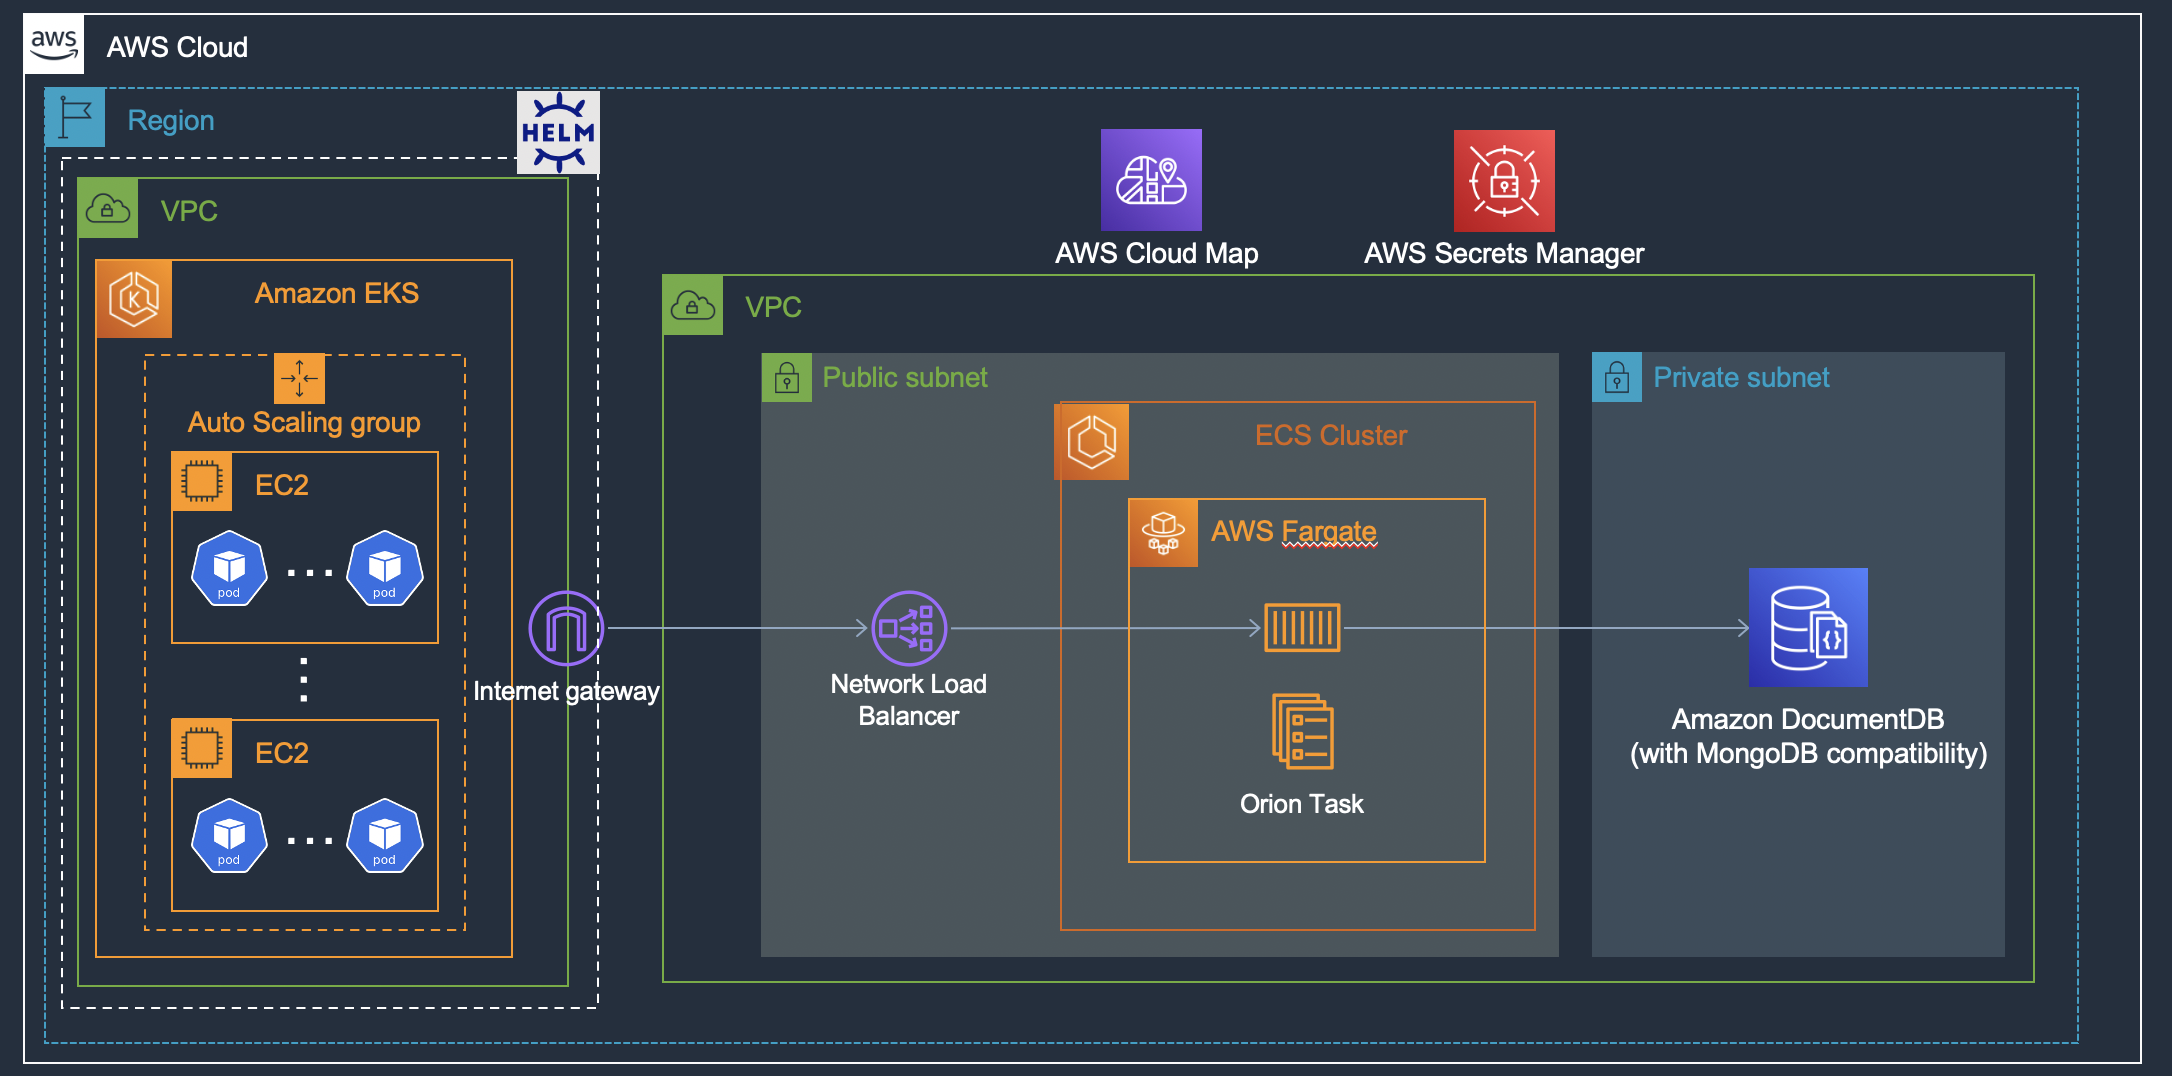 aws
AWS Cloud
Region
HELM
VPC
Amazon EKS
Auto Scaling group
EC2
pod
...
pod
EC2
pod
...
pod
Internet gateway
AWS Cloud Map
AWS Secrets Manager
VPC
Public subnet
Network Load
Balancer
ECS Cluster
AWS Fargate
Orion Task
Private subnet
{}
Amazon DocumentDB
(with MongoDB compatibility)